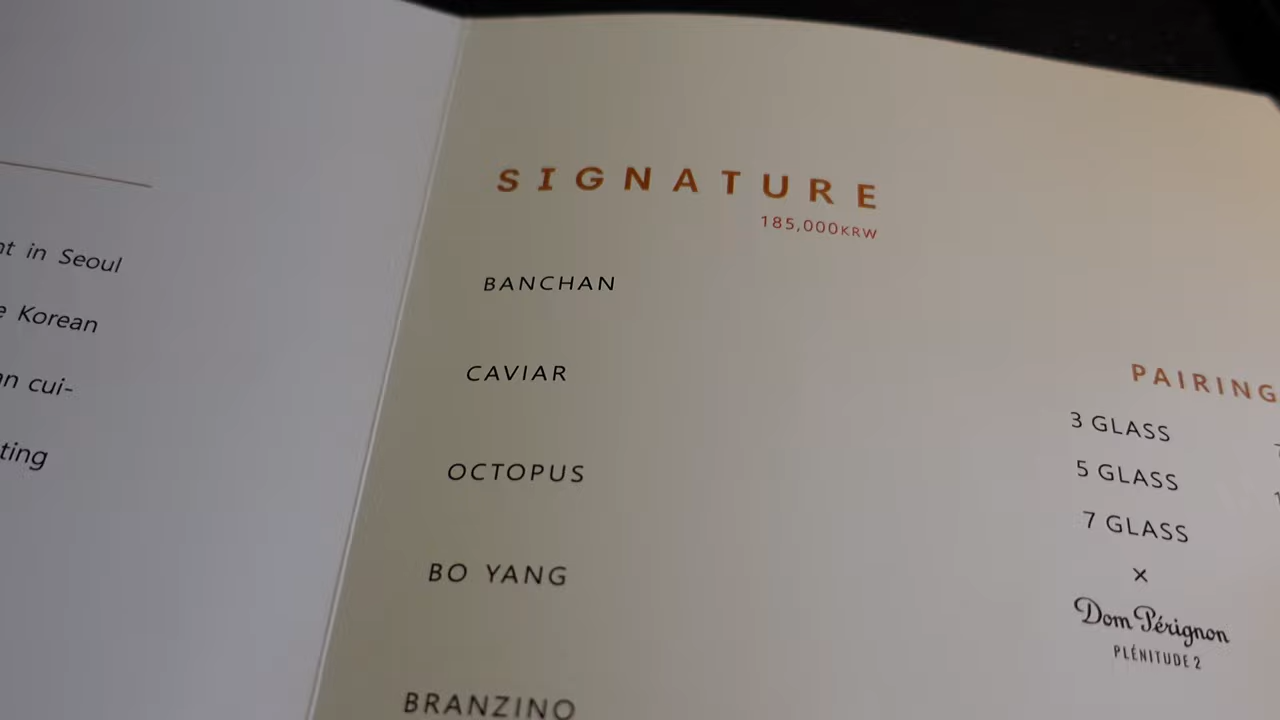 nt in Seoul
e Korean
an cui-
ting
SIGNATURE
185,000KRW
BANCHAN
CAVIAR
OCTOPUS
BO YANG
BRANZINO
PAIRING
3 GLASS
5 GLASS
7 GLASS
×
Dom Pérignon
PLÉNITUDE 2